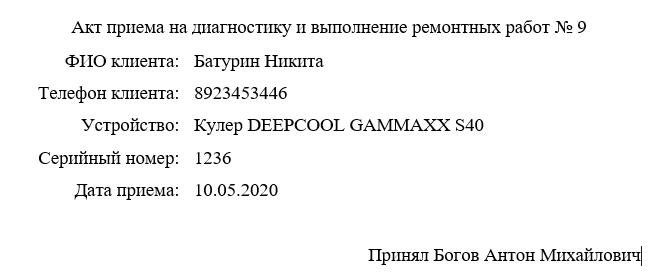 Акт приема на диагностику и выполнение ремонтных работ № 9
ФИО клиента: Батурин Никита
Телефон клиента: 8923453446
Устройство: Кулер DEEPCOOL GAMMAXX S40
Серийный номер: 1236
Дата приема: 10.05.2020
Принял Богов Антон Михайлович